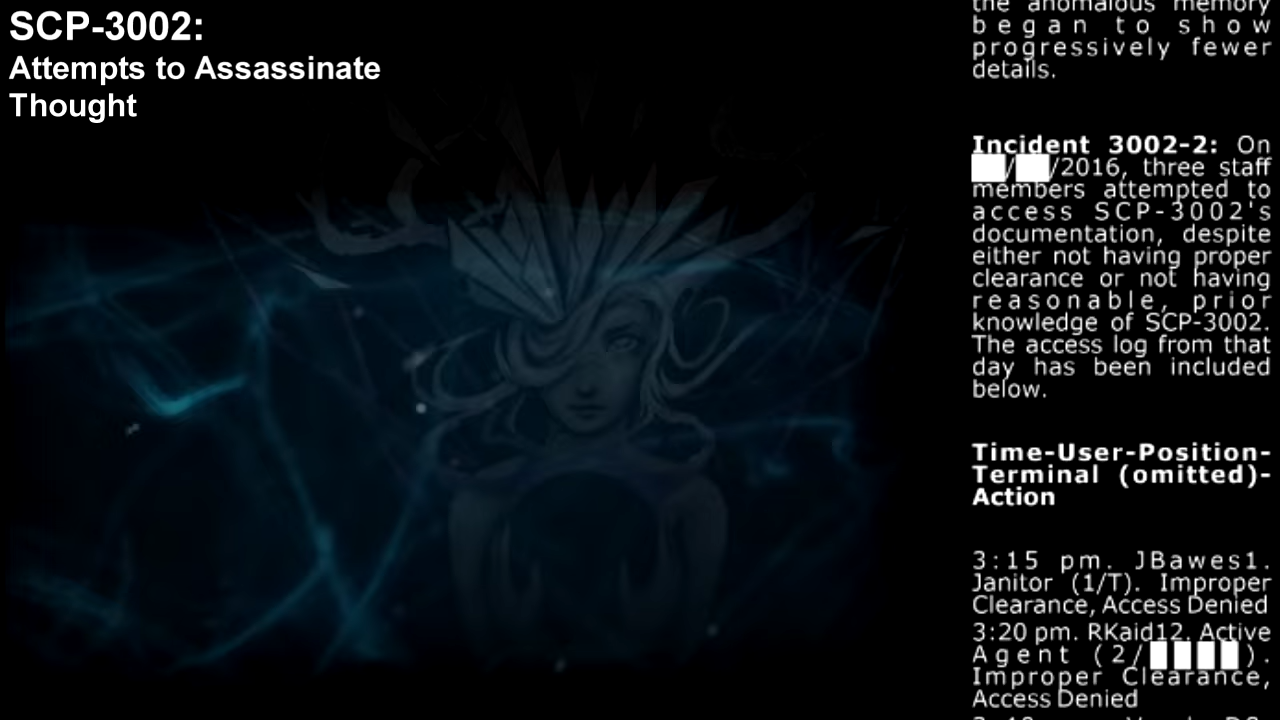 SCP-3002:
Attempts to Assassinate
Thought
the anomalous memory
began to show
progressively fewer
details.
Incident 3002-2: On
██/██/2016, three staff
members attempted to
access SCP-3002's
documentation, despite
either not having proper
clearance or not having
reasonable, prior
knowledge of SCP-3002.
The access log from that
day has been included
below.
Time-User-Position-
Terminal (omitted)-
Action
3:15 pm. JBawes1.
Janitor (1/T). Improper
Clearance, Access Denied
3:20 pm. RKaid12. Active
Agent (2/████).
Improper Clearance,
Access Denied